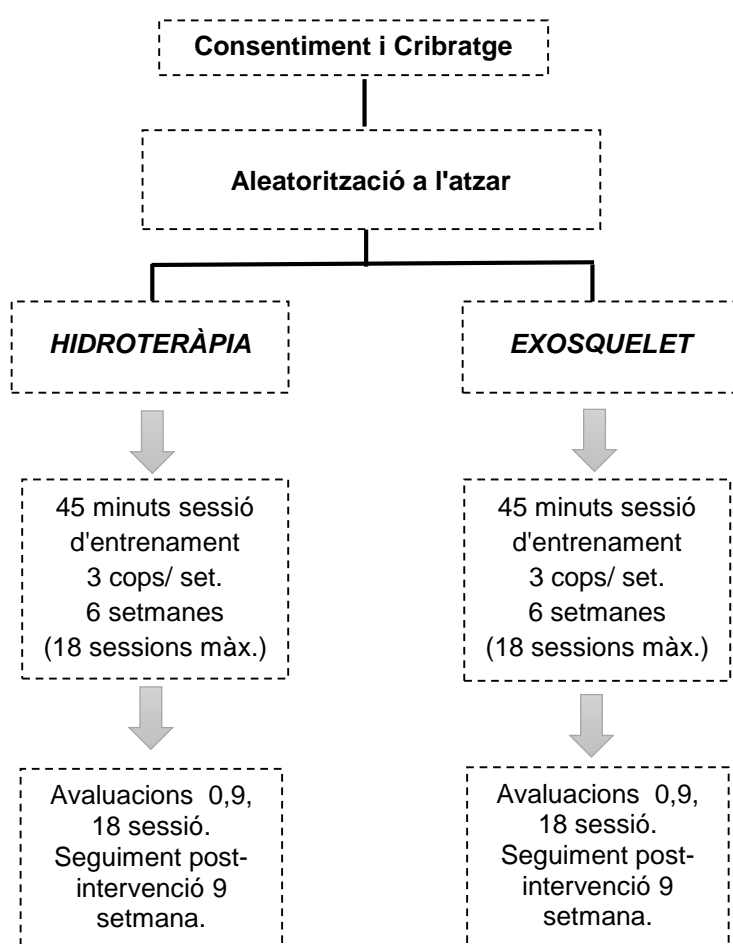 Consentiment i Cribratge
Aleatorització a l'atzar
HIDROTERÀPIA
EXOSQUELET
45 minuts sessió
d'entrenament
3 cops/ set.
6 setmanes
(18 sessions màx.)
45 minuts sessió
d'entrenament
3 cops/ set.
6 setmanes
(18 sessions màx.)
Avaluacions 0,9,
18 sessió.
Seguiment post-
intervenció 9
setmana.
Avaluacions 0,9,
18 sessió.
Seguiment post-
intervenció 9
setmana.